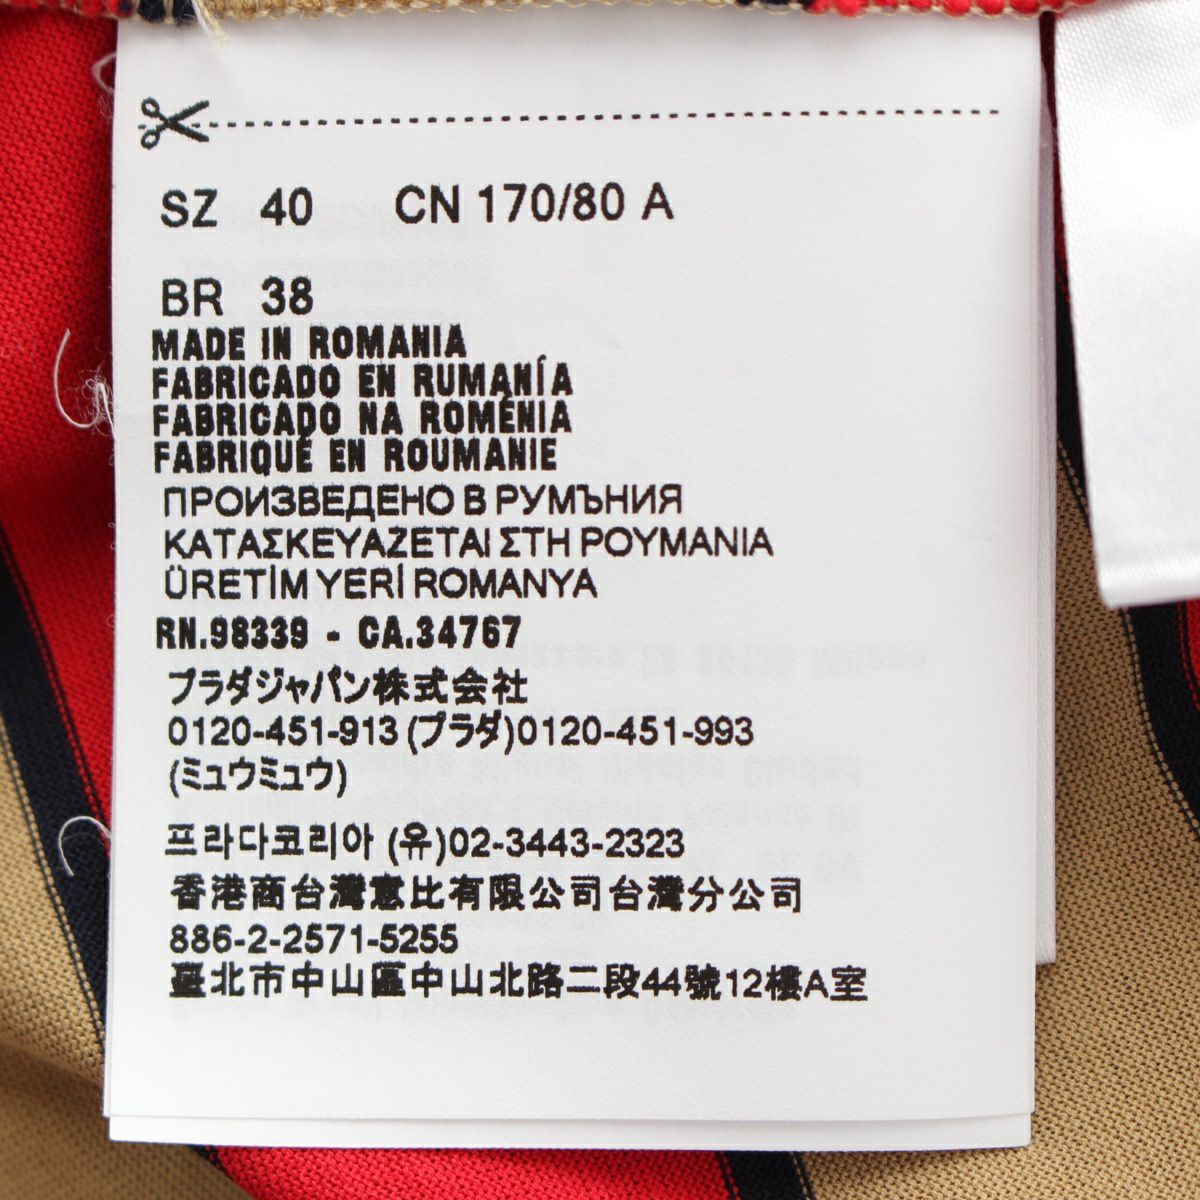 SZ 40 CN 170/80 A
BR 38
MADE IN ROMANIA
FABRICADO EN RUMANÍA
FABRICADO NA ROMÉNIA
FABRIQUÉ EN ROUMANIE
ПРОИЗВЕДЕНО В РУМЪНИЯ
ΚΑΤΑΣΚΕΥΑΖΕΤΑΙ ΣΤΗ ΡΟΥΜΑΝΙΑ
ÜRETİM YERİ ROMANYA
RN.98339 - CA.34767
プラダジャパン株式会社
0120-451-913 (プラダ)0120-451-993
(ミュウミュウ)
프라다코리아 (유)02-3443-2323
香港商台灣惠比有限公司台灣分公司
886-2-2571-5255
臺北市中山區中山北路二段44號12樓A室